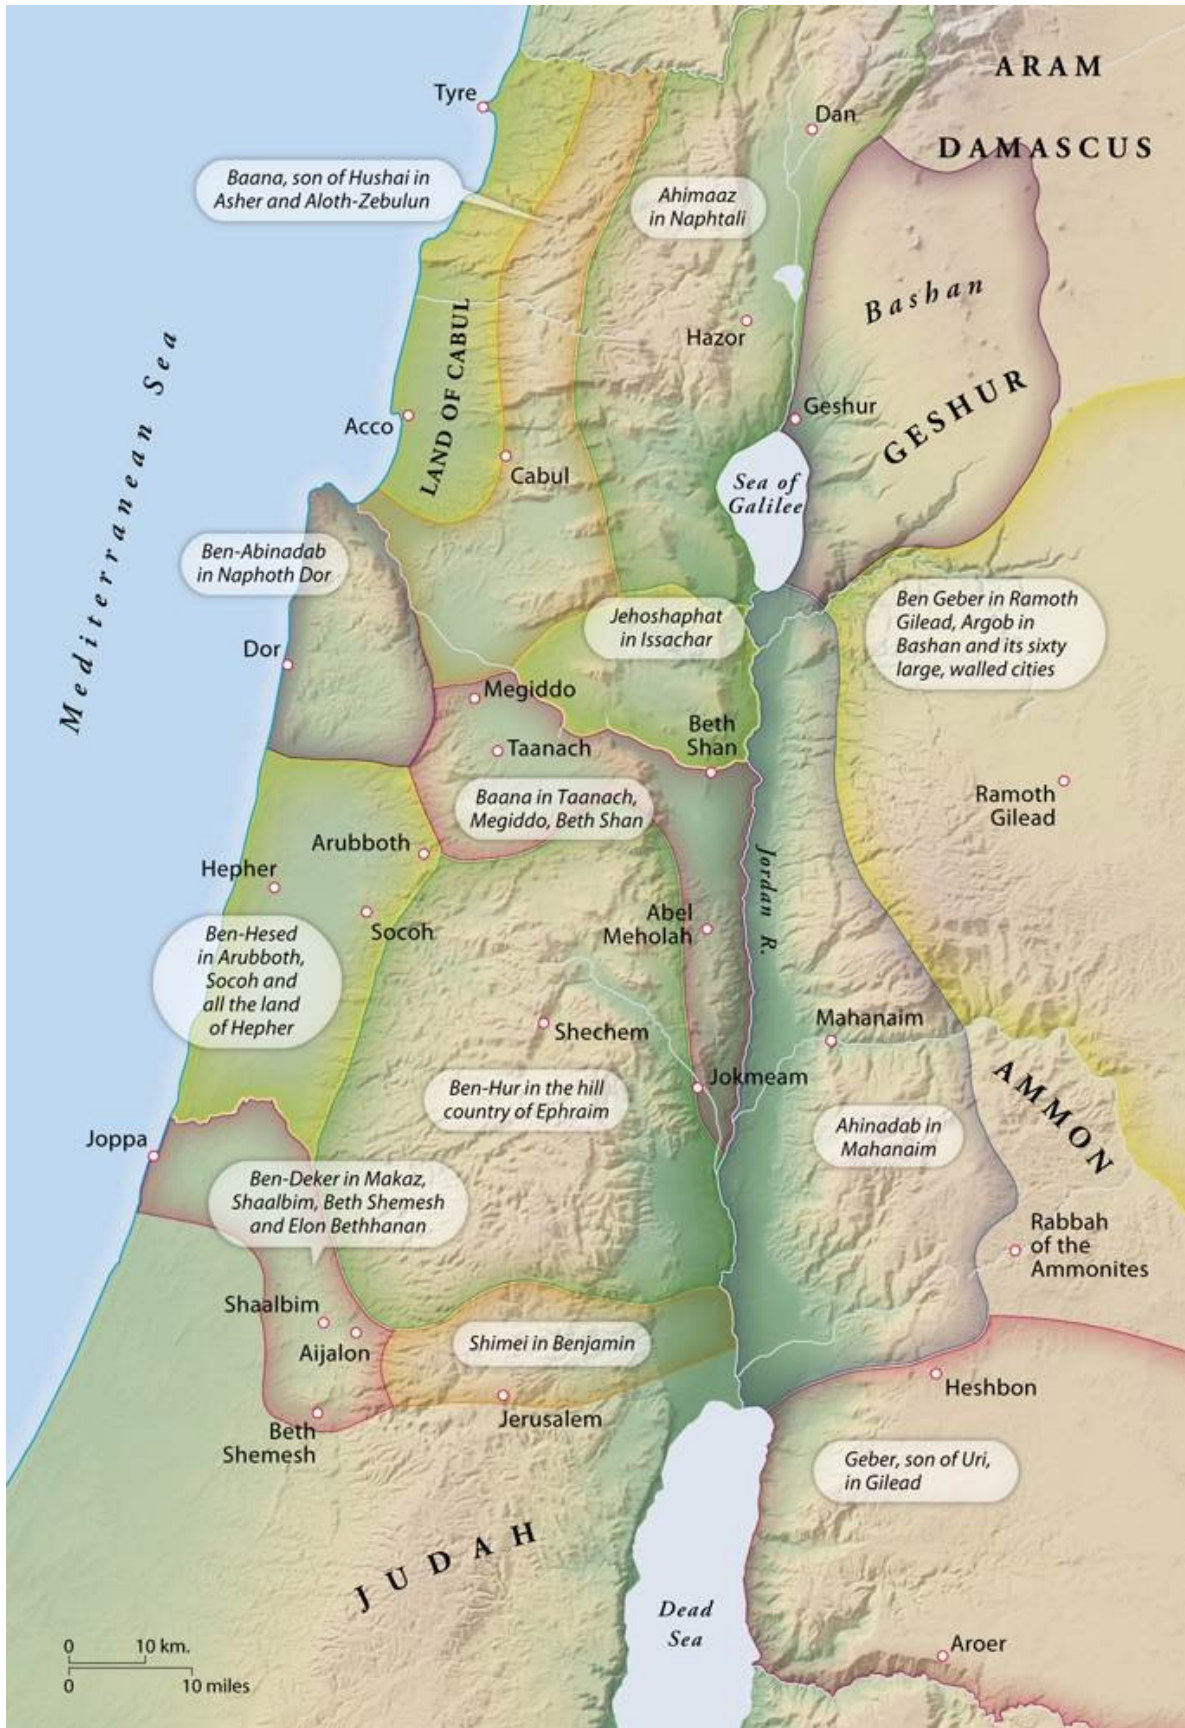 ARAM
DAMASCUS
Tyre
Dan
Baana, son of Hushai in
Asher and Aloth-Zebulun
Ahimaaz
in Naphtali
Bashan
GESHUR
Mediterranean Sea
LAND OF CABUL
Hazor
Geshur
Acco
Cabul
Sea of
Galilee
Ben-Abinadab
in Naphoth Dor
Jehoshaphat
in Issachar
Ben Geber in Ramoth
Gilead, Argob in
Bashan and its sixty
large, walled cities
Dor
Megiddo
Taanach
Beth
Shan
Baana in Taanach,
Megiddo, Beth Shan
Ramoth
Gilead
Arubboth
Hepher
Socoh
Jordan R.
Abel
Meholah
Ben-Hesed
in Arubboth,
Socoh and
all the land
of Hepher
Shechem
Mahanaim
AMMON
Jokmeam
Ben-Hur in the hill
country of Ephraim
Ahinadab in
Mahanaim
Joppa
Ben-Deker in Makaz,
Shaalbim, Beth Shemesh
and Elon Bethhanan
Rabbah
of the
Ammonites
Shaalbim
Aijalon
Shimei in Benjamin
Heshbon
Jerusalem
Beth
Shemesh
Geber, son of Uri,
in Gilead
JUDAH
Dead
Sea
Aroer
0 10 km.
0 10 miles